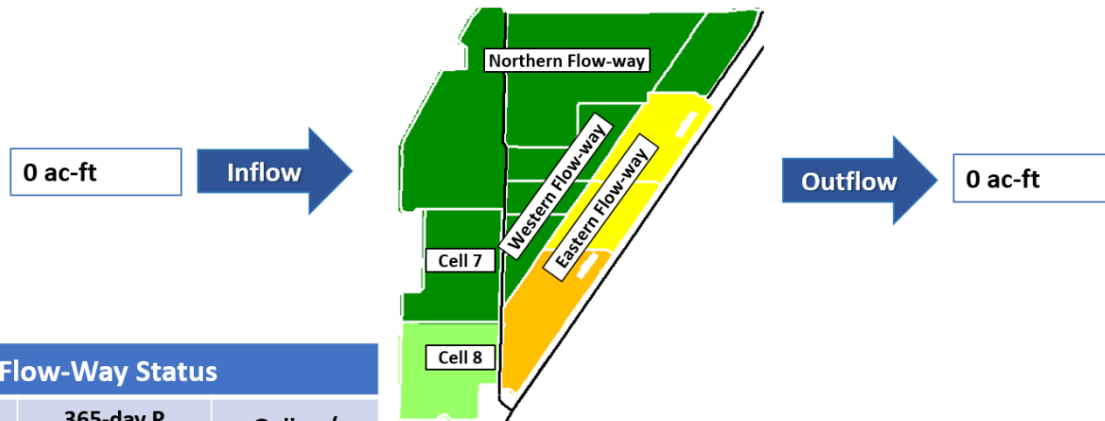 Northern Flow-way
0 ac-ft
Inflow
Western Flow-way
Eastern Flow-way
Outflow
0 ac-ft
Cell 7
Cell 8
Flow-Way Status
365-day P